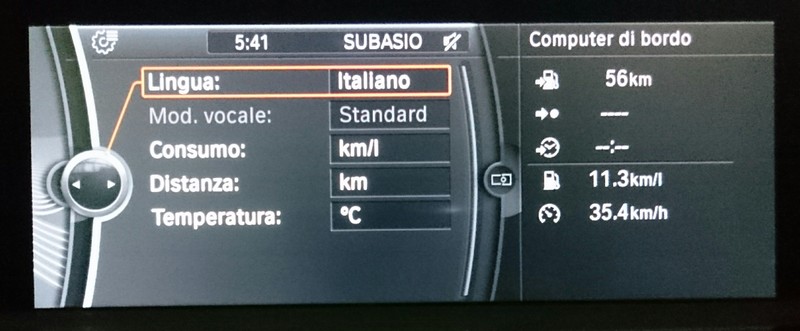 5:41 SUBASIO
Lingua: Italiano
Mod. vocale: Standard
Consumo: km/l
Distanza: km
Temperatura: °C
Computer di bordo
56km
----
--:--
11.3km/l
35.4km/h